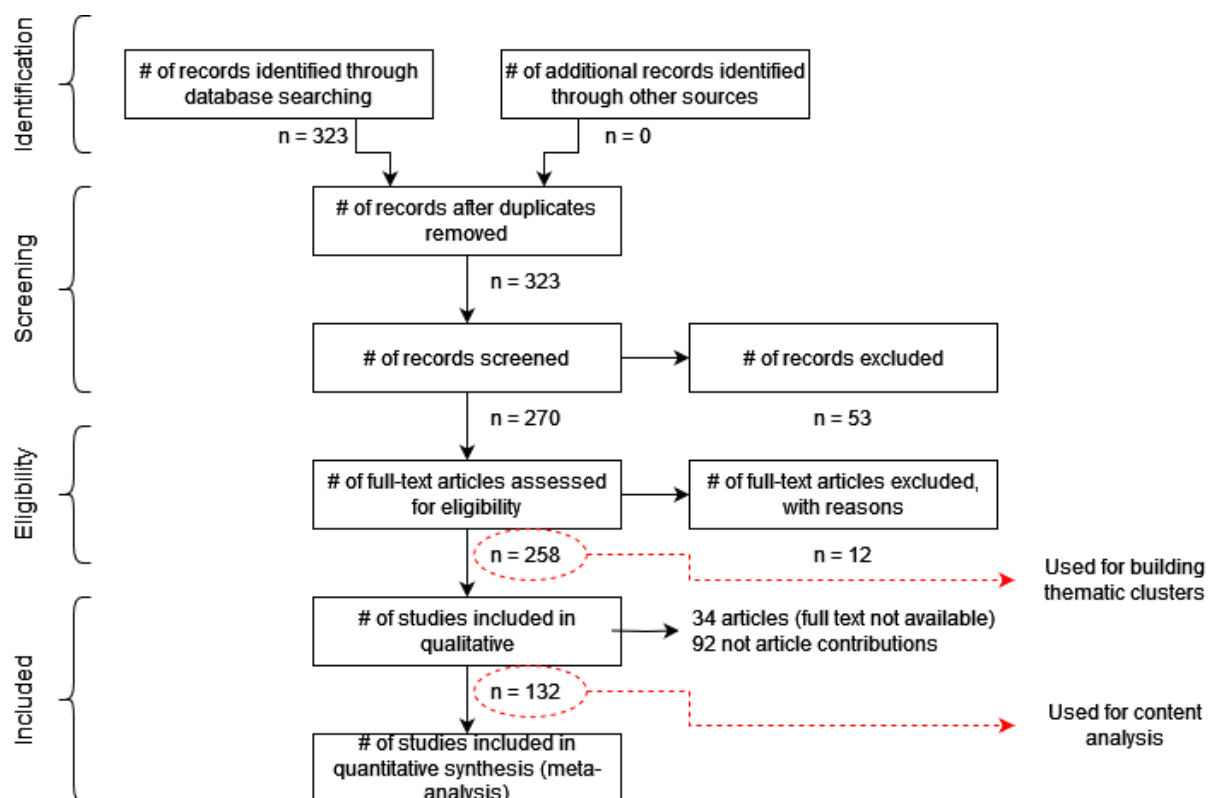 Identification
# of records identified through
database searching
# of additional records identified
through other sources
n = 323
n = 0
Screening
# of records after duplicates
removed
n = 323
# of records screened
# of records excluded
n = 270
n = 53
Eligibility
# of full-text articles assessed
for eligibility
# of full-text articles excluded,
with reasons
n = 258
n = 12
Used for building
thematic clusters
Included
# of studies included in
qualitative
34 articles (full text not available)
92 not article contributions
n = 132
Used for content
analysis
# of studies included in
quantitative synthesis (meta-
analysis)